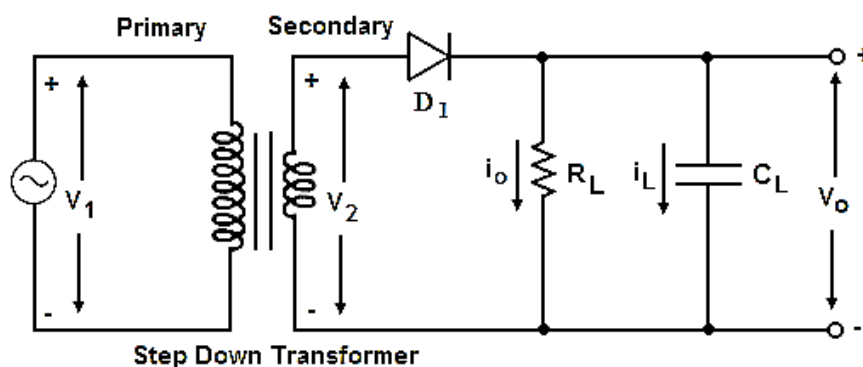 Primary Secondary
+ + D1 +
V1 V2 io RL iL CL Vo
- - -
Step Down Transformer